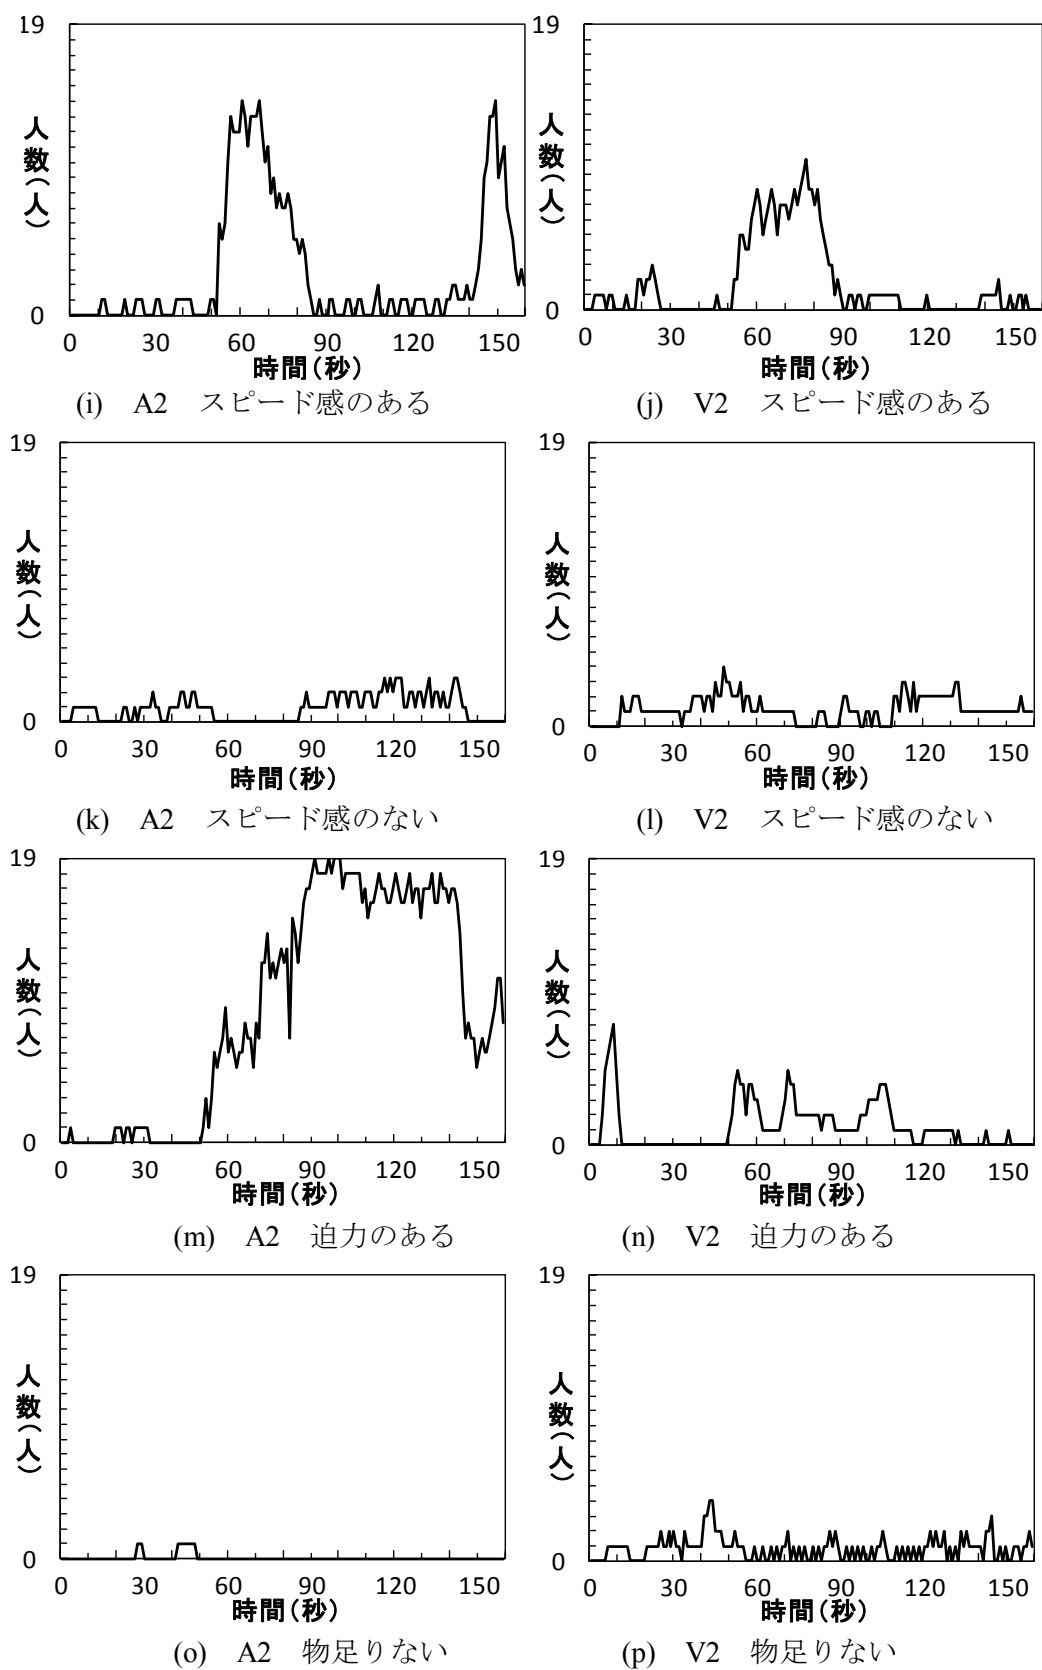 19
人数(人)
0
0 30 60 90 120 150
時間(秒)
(i) A2 スピード感のある
19
人数(人)
0
0 30 60 90 120 150
時間(秒)
(j) V2 スピード感のある
19
人数(人)
0
0 30 60 90 120 150
時間(秒)
(k) A2 スピード感のない
19
人数(人)
0
0 30 60 90 120 150
時間(秒)
(l) V2 スピード感のない
19
人数(人)
0
0 30 60 90 120 150
時間(秒)
(m) A2 迫力のある
19
人数(人)
0
0 30 60 90 120 150
時間(秒)
(n) V2 迫力のある
19
人数(人)
0
0 30 60 90 120 150
時間(秒)
(o) A2 物足りない
19
人数(人)
0
0 30 60 90 120 150
時間(秒)
(p) V2 物足りない